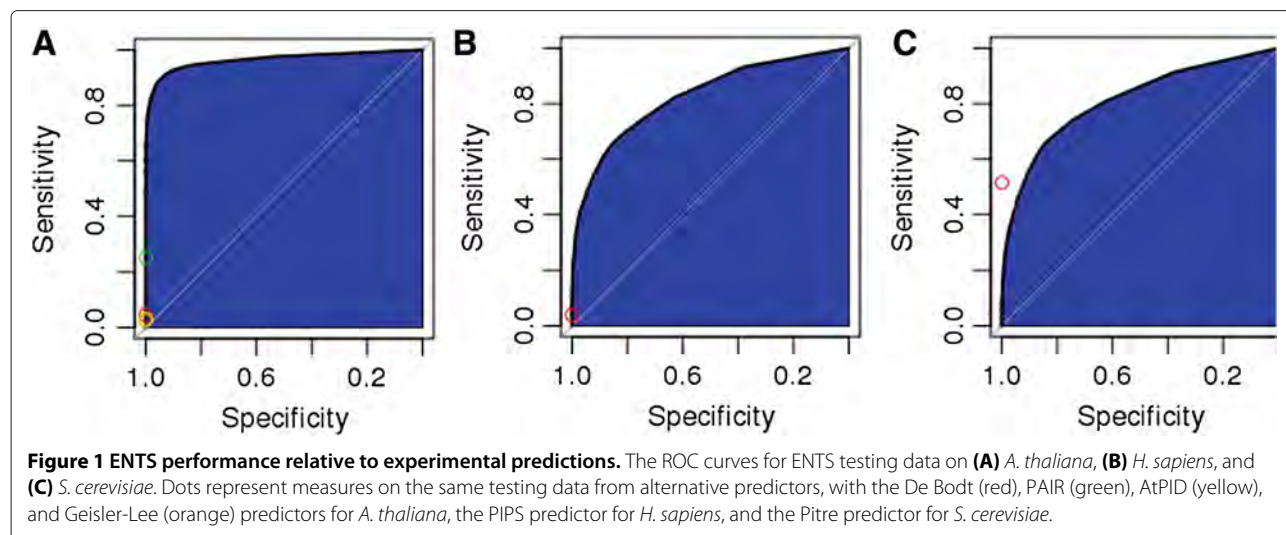 A
B
C
Sensitivity
0.0 0.4 0.8
1.0 0.6 0.2
Specificity
Sensitivity
0.0 0.4 0.8
1.0 0.6 0.2
Specificity
Sensitivity
0.0 0.4 0.8
1.0 0.6 0.2
Specificity
Figure 1 ENTS performance relative to experimental predictions. The ROC curves for ENTS testing data on (A) A. thaliana, (B) H. sapiens, and
(C) S. cerevisiae. Dots represent measures on the same testing data from alternative predictors, with the De Bodt (red), PAIR (green), AtPID (yellow),
and Geisler-Lee (orange) predictors for A. thaliana, the PIPS predictor for H. sapiens, and the Pitre predictor for S. cerevisiae.